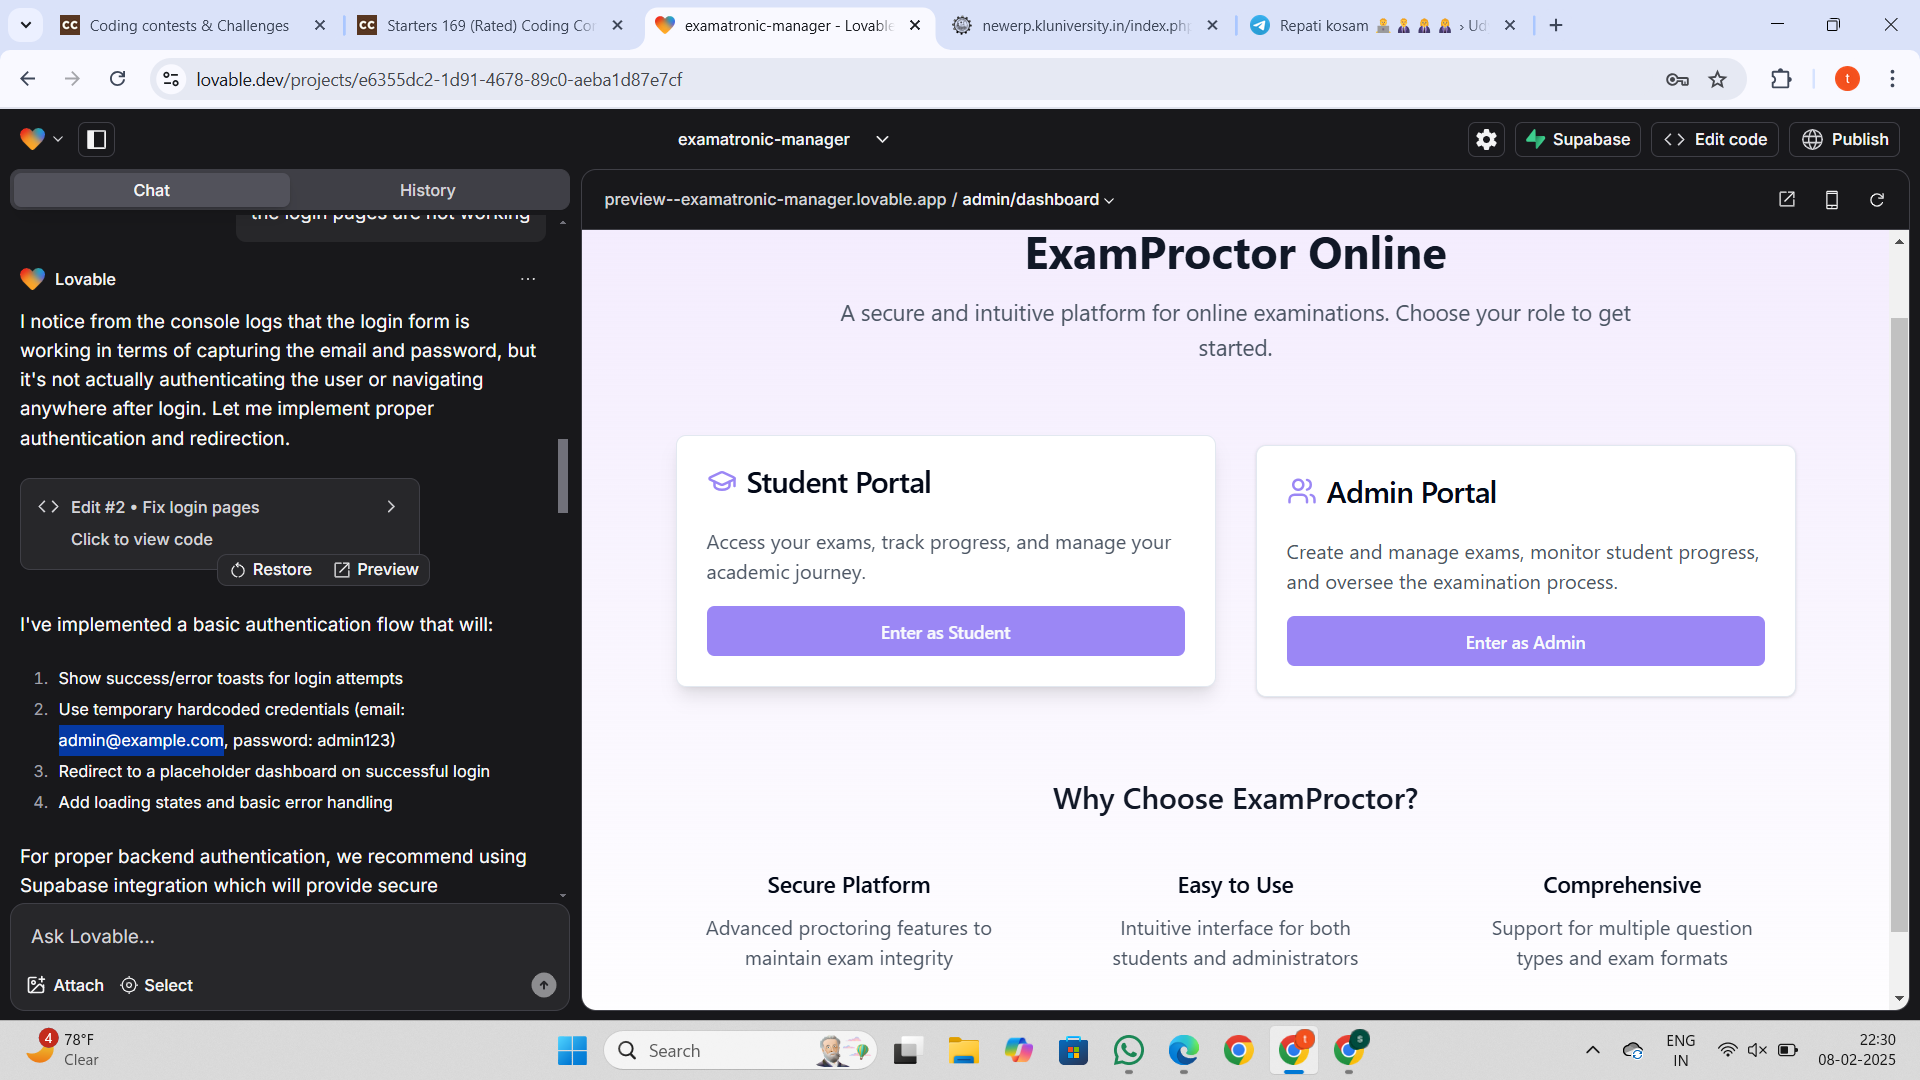 Coding contests & Challenges
Starters 169 (Rated) Coding Con
examatronic-manager - Lovable
newerp.kluniversity.in/index.php
Repati kosam › Ud
lovable.dev/projects/e6355dc2-1d91-4678-89c0-aeba1d87e7cf
t
examatronic-manager
Supabase
Edit code
Publish
Chat
History
preview--examatronic-manager.lovable.app / admin/dashboard
the login pages are not working
Lovable
I notice from the console logs that the login form is
working in terms of capturing the email and password, but
it's not actually authenticating the user or navigating
anywhere after login. Let me implement proper
authentication and redirection.
Edit #2 • Fix login pages
Click to view code
Restore
Preview
I've implemented a basic authentication flow that will:
1. Show success/error toasts for login attempts
2. Use temporary hardcoded credentials (email:
admin@example.com, password: admin123)
3. Redirect to a placeholder dashboard on successful login
4. Add loading states and basic error handling
For proper backend authentication, we recommend using
Supabase integration which will provide secure
Ask Lovable...
Attach
Select
ExamProctor Online
A secure and intuitive platform for online examinations. Choose your role to get
started.
Student Portal
Access your exams, track progress, and manage your
academic journey.
Enter as Student
Admin Portal
Create and manage exams, monitor student progress,
and oversee the examination process.
Enter as Admin
Why Choose ExamProctor?
Secure Platform
Advanced proctoring features to
maintain exam integrity
Easy to Use
Intuitive interface for both
students and administrators
Comprehensive
Support for multiple question
types and exam formats
4
78°F
Clear
Search
t
s
ENG
IN
22:30
08-02-2025